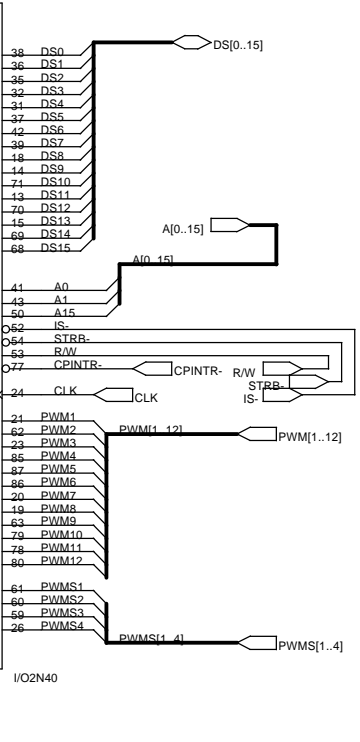 38 DS0
36 DS1
35 DS2
32 DS3
31 DS4
37 DS5
42 DS6
39 DS7
18 DS8
14 DS9
71 DS10
13 DS11
70 DS12
15 DS13
69 DS14
68 DS15
DS[0..15]
A[0..15]
A[0..15]
41 A0
43 A1
50 A15
52 IS-
54 STRB-
53 R/W
77 CPINTR-
CPINTR-
R/W
STRB-
IS-
24 CLK
CLK
21 PWM1
62 PWM2
23 PWM3
85 PWM4
87 PWM5
86 PWM6
20 PWM7
19 PWM8
63 PWM9
79 PWM10
78 PWM11
80 PWM12
PWM[1..12]
PWM[1..12]
61 PWMS1
60 PWMS2
59 PWMS3
26 PWMS4
PWMS[1..4]
PWMS[1..4]
I/O2N40